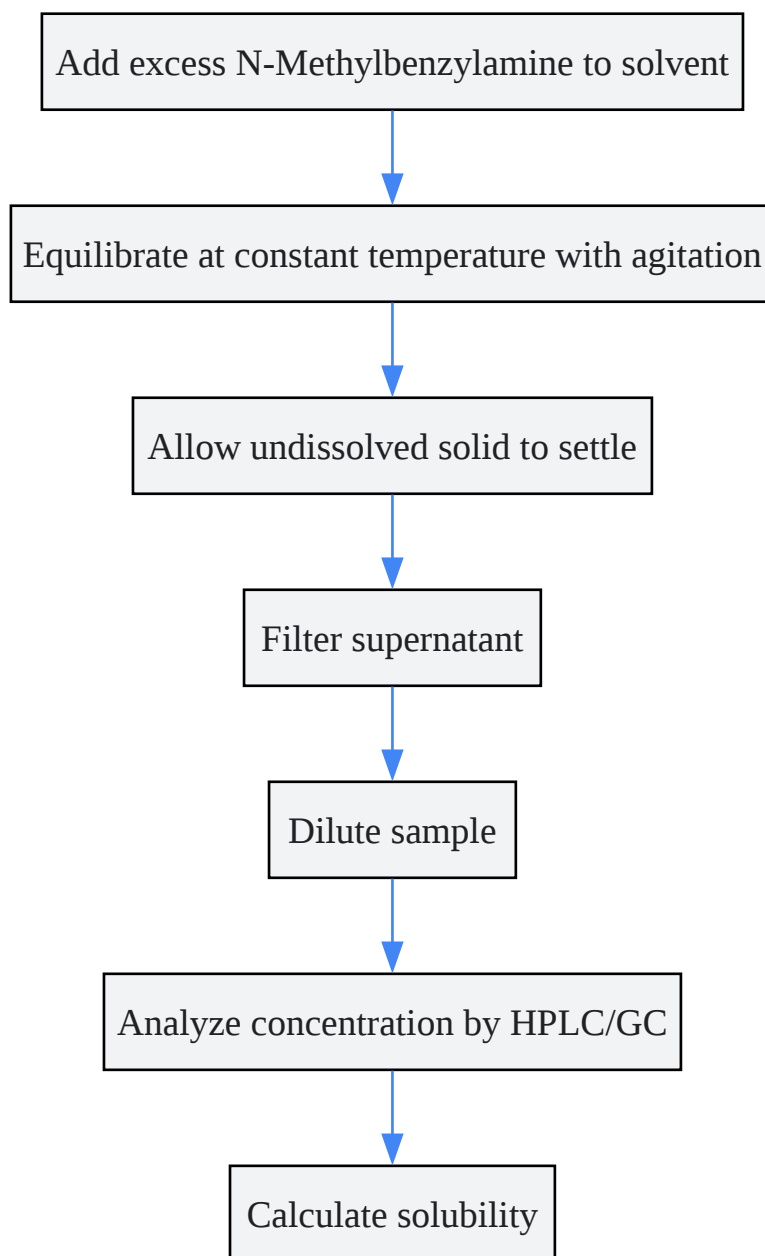 Add excess N-Methylbenzylamine to solvent
Equilibrate at constant temperature with agitation
Allow undissolved solid to settle
Filter supernatant
Dilute sample
Analyze concentration by HPLC/GC
Calculate solubility